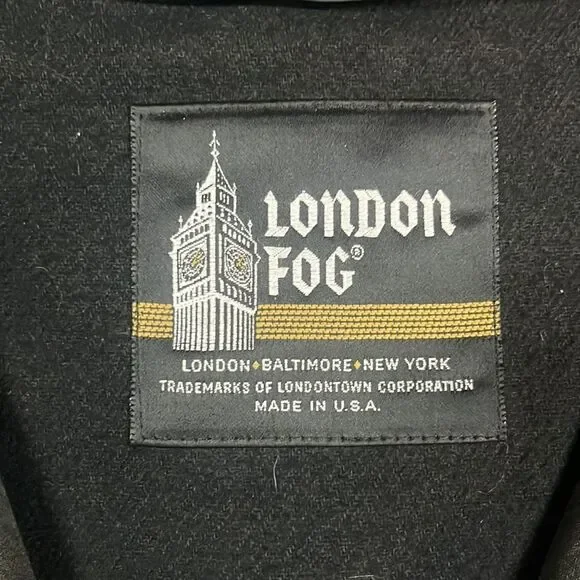 LONDON
FOG®
LONDON♦BALTIMORE♦NEW YORK
TRADEMARKS OF LONDONTOWN CORPORATION
MADE IN U.S.A.